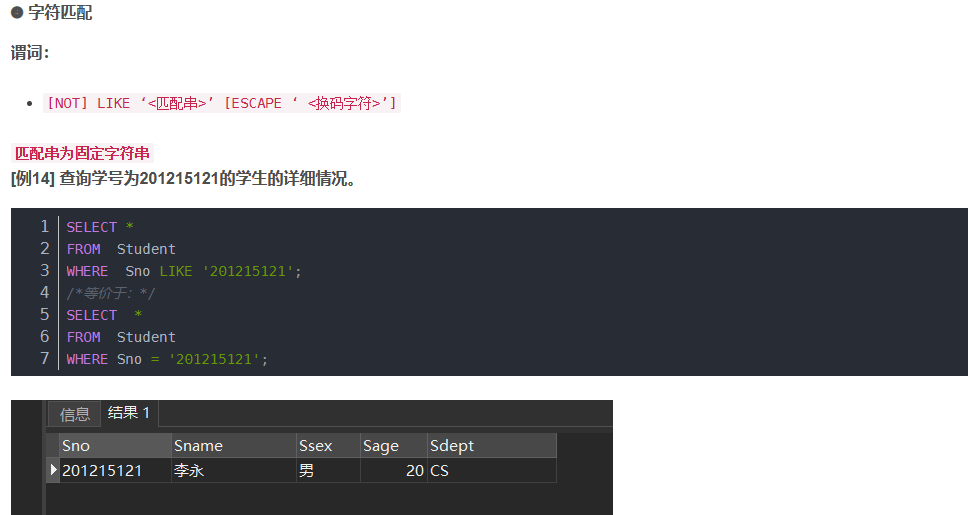 ● 字符匹配
谓词：
• [NOT] LIKE ‘<匹配串>’ [ESCAPE ‘ <换码字符>’]
匹配串为固定字符串
[例14] 查询学号为201215121的学生的详细情况。
1 SELECT *
2 FROM  Student
3 WHERE  Sno LIKE '201215121';
4 /*等价于：*/
5 SELECT  *
6 FROM  Student
7 WHERE Sno = '201215121';
信息 结果 1
Sno Sname Ssex Sage Sdept
201215121 李永 男 20 CS